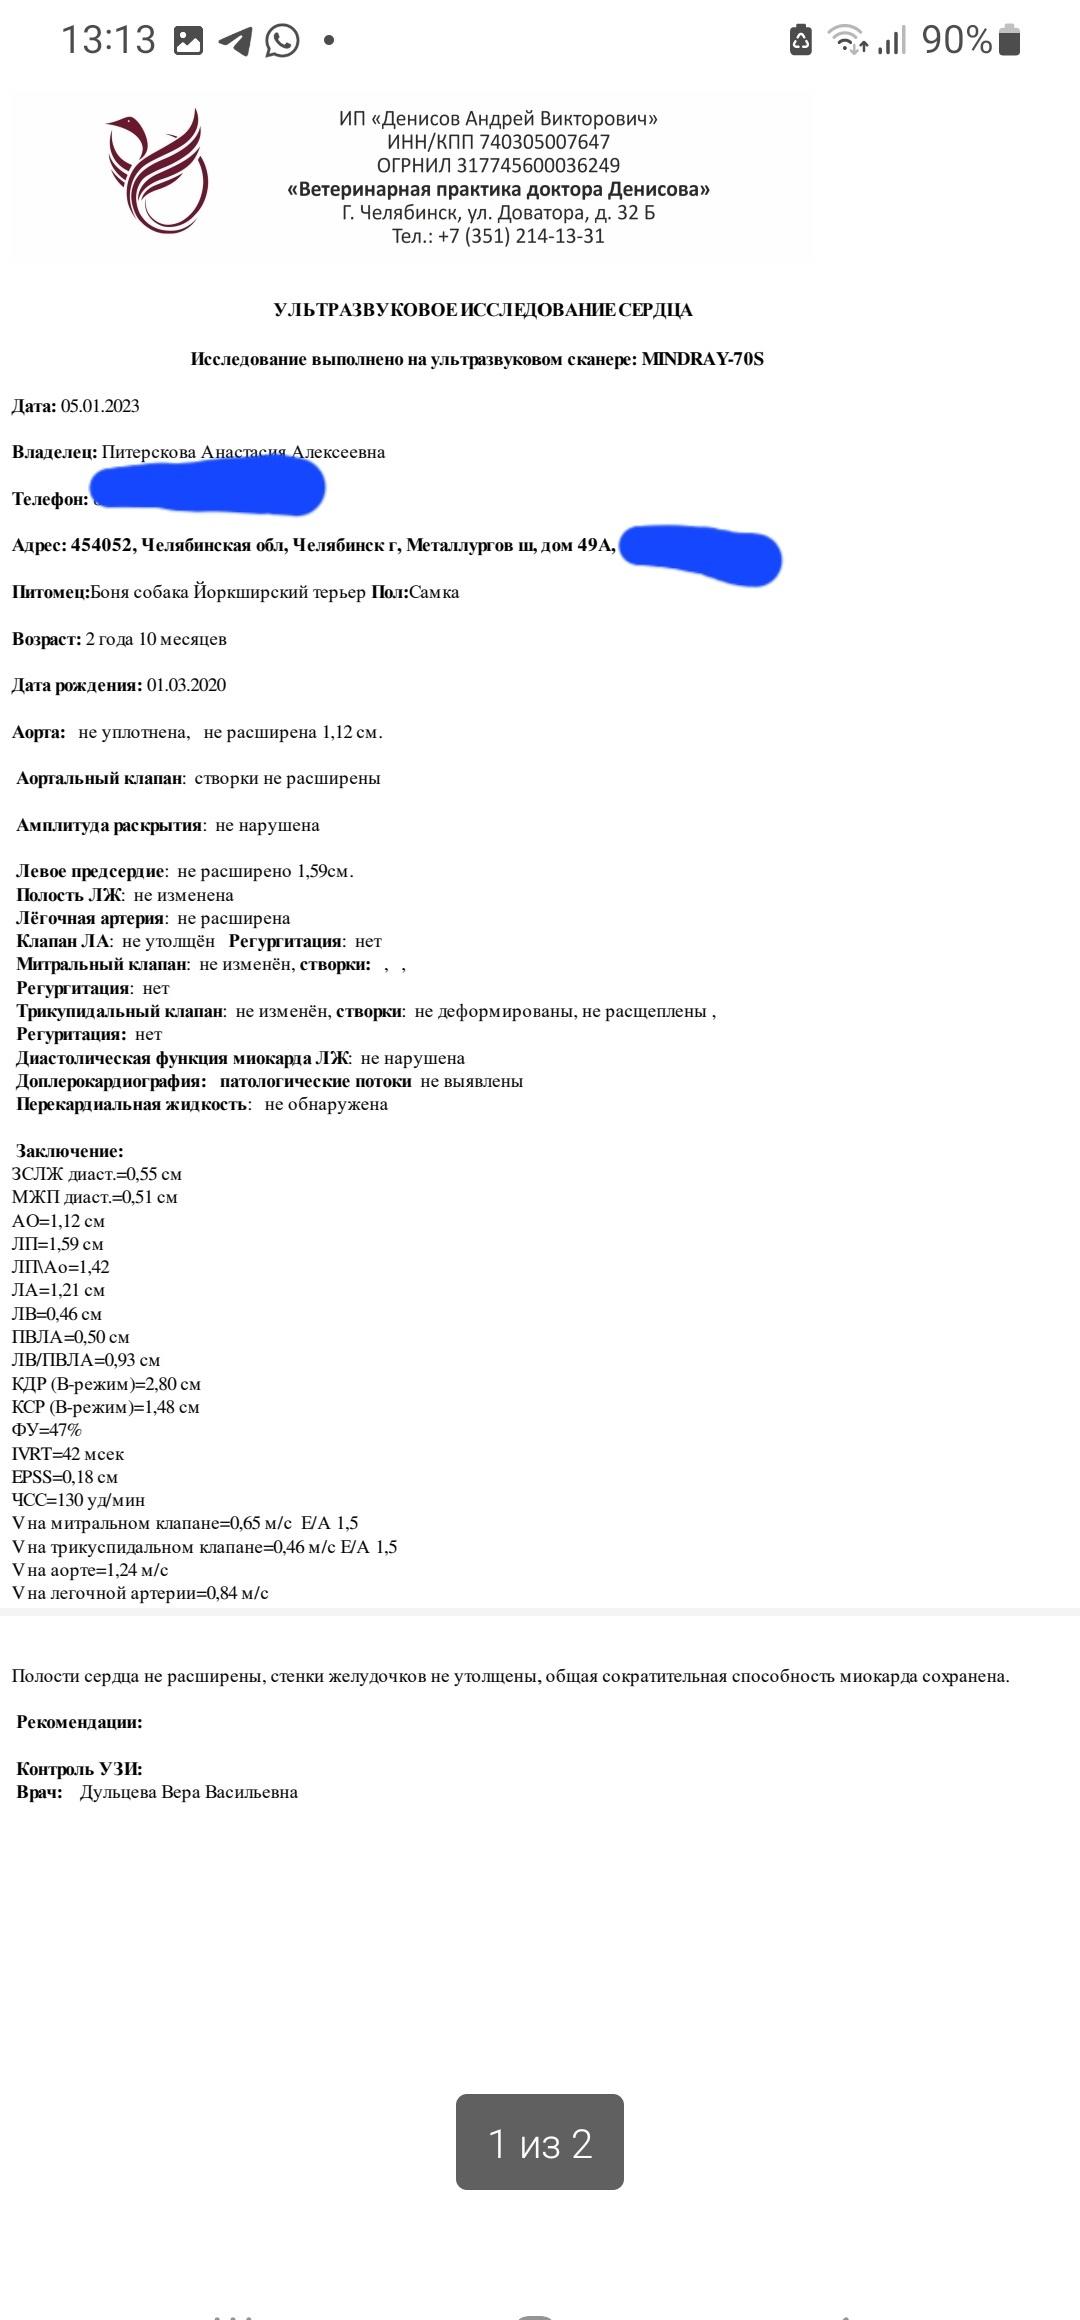 13:13
90%
ИП «Денисов Андрей Викторович»
ИНН/КПП 740305007647
ОГРНИЛ 317745600036249
«Ветеринарная практика доктора Денисова»
Г. Челябинск, ул. Доватора, д. 32 Б
Тел.: +7 (351) 214-13-31
УЛЬТРАЗВУКОВОЕ ИССЛЕДОВАНИЕ СЕРДЦА
Исследование выполнено на ультразвуковом сканере: MINDRAY-70S
Дата: 05.01.2023
Владелец: Питерскова Анастасия Алексеевна
Телефон:
Адрес: 454052, Челябинская обл, Челябинск г, Металлургов ш, дом 49А,
Питомец:Боня собака Йоркширский терьер Пол:Самка
Возраст: 2 года 10 месяцев
Дата рождения: 01.03.2020
Аорта: не уплотнена, не расширена 1,12 см.
Аортальный клапан: створки не расширены
Амплитуда раскрытия: не нарушена
Левое предсердие: не расширено 1,59см.
Полость ЛЖ: не изменена
Лёгочная артерия: не расширена
Клапан ЛА: не утолщён Регургитация: нет
Митральный клапан: не изменён, створки: , ,
Регургитация: нет
Трикупидальный клапан: не изменён, створки: не деформированы, не расщеплены ,
Регуритация: нет
Диастолическая функция миокарда ЛЖ: не нарушена
Доплерокардиография: патологические потоки не выявлены
Перекардиальная жидкость: не обнаружена
Заключение:
ЗСЛЖ диаст.=0,55 см
МЖП диаст.=0,51 см
АО=1,12 см
ЛП=1,59 см
ЛП\Ао=1,42
ЛА=1,21 см
ЛВ=0,46 см
ПВЛА=0,50 см
ЛВ/ПВЛА=0,93 см
КДР (В-режим)=2,80 см
КСР (В-режим)=1,48 см
ФУ=47%
IVRT=42 мсек
EPSS=0,18 см
ЧСС=130 уд/мин
V на митральном клапане=0,65 м/с E/A 1,5
V на трикуспидальном клапане=0,46 м/с E/A 1,5
V на аорте=1,24 м/с
V на легочной артерии=0,84 м/с
Полости сердца не расширены, стенки желудочков не утолщены, общая сократительная способность миокарда сохранена.
Рекомендации:
Контроль УЗИ:
Врач: Дульцева Вера Васильевна
1 из 2